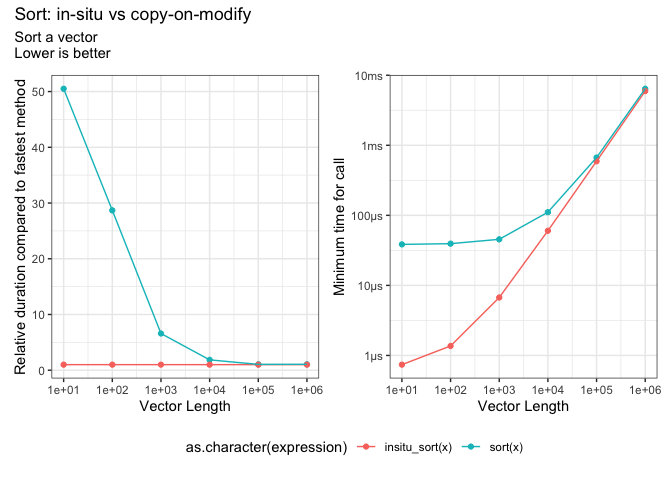 Sort: in-situ vs copy-on-modify
Sort a vector
Lower is better
Relative duration compared to fastest method
50
40
30
20
10
0
1e+01 1e+02 1e+03 1e+04 1e+05 1e+06
Vector Length
Minimum time for call
10ms
1ms
100µs
10µs
1µs
1e+01 1e+02 1e+03 1e+04 1e+05 1e+06
Vector Length
as.character(expression) insitu_sort(x) sort(x)